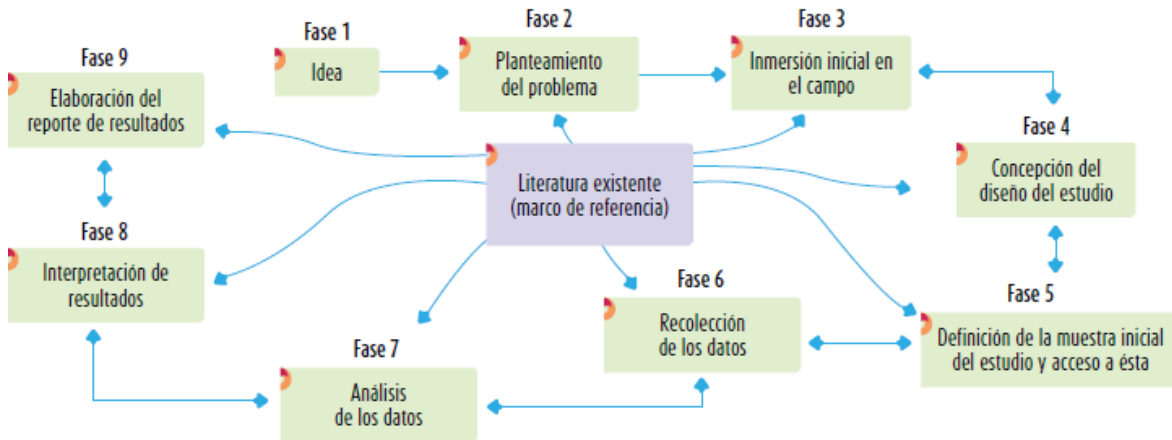 Fase 1
Idea
Fase 2
Planteamiento
del problema
Fase 3
Inmersión inicial en
el campo
Fase 4
Concepción del
diseño del estudio
Fase 5
Definición de la muestra inicial
del estudio y acceso a ésta
Fase 6
Recolección
de los datos
Fase 7
Análisis
de los datos
Fase 8
Interpretación de
resultados
Fase 9
Elaboración del
reporte de resultados
Literatura existente
(marco de referencia)